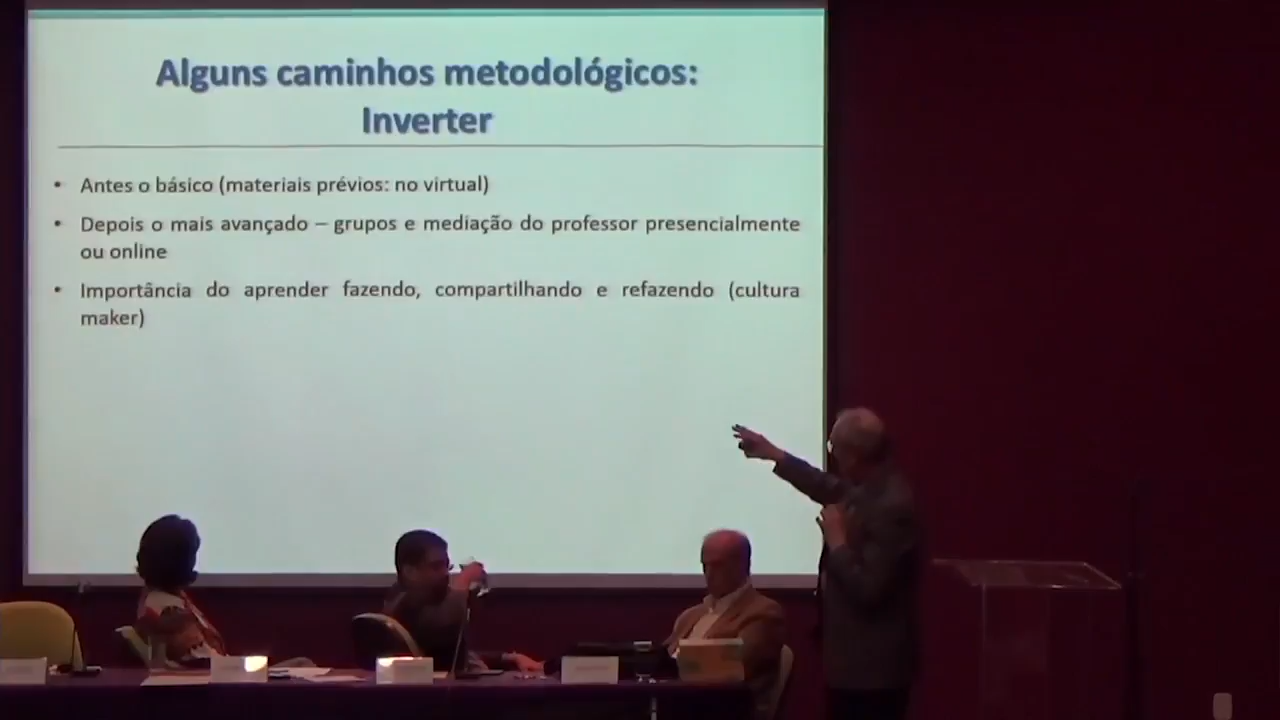 Alguns caminhos metodológicos:
Inverter
• Antes o básico (materiais prévios: no virtual)
• Depois o mais avançado – grupos e mediação do professor presencialmente
ou online
• Importância do aprender fazendo, compartilhando e refazendo (cultura
maker)